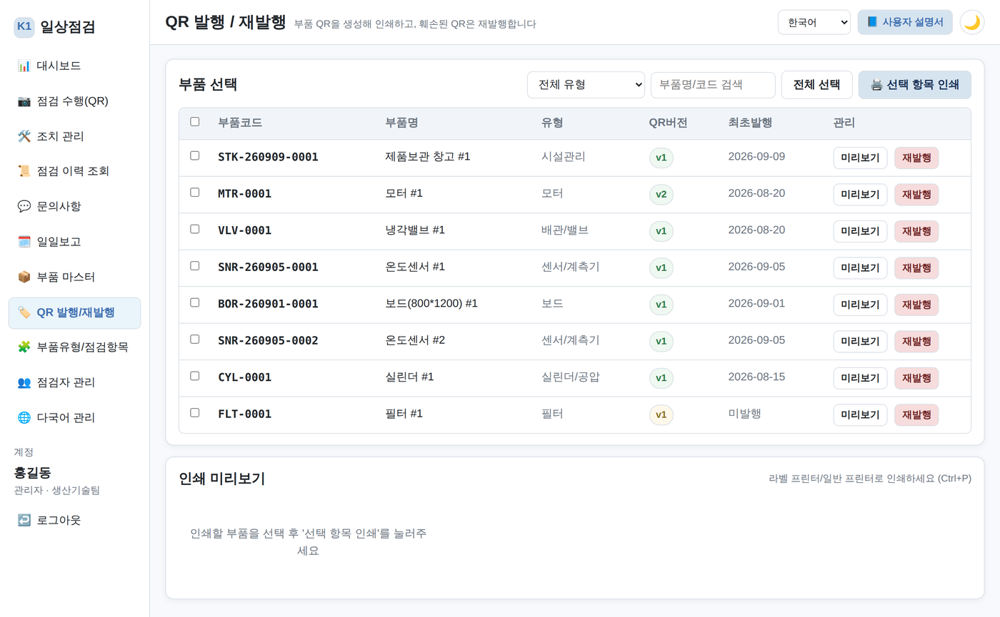 K1 일상점검
📊 대시보드
📷 점검 수행(QR)
🛠️ 조치 관리
📜 점검 이력 조회
💬 문의사항
🗓️ 일일보고
📦 부품 마스터
🏷️ QR 발행/재발행
🧩 부품유형/점검항목
👥 점검자 관리
🌐 다국어 관리
계정
홍길동
관리자 · 생산기술팀
↩️ 로그아웃
QR 발행 / 재발행 부품 QR을 생성해 인쇄하고, 훼손된 QR은 재발행합니다
한국어 📘 사용자 설명서 🌙
부품 선택 전체 유형 부품명/코드 검색 전체 선택 🖨️ 선택 항목 인쇄
부품코드 부품명 유형 QR버전 최초발행 관리
STK-260909-0001 제품보관 창고 #1 시설관리 v1 2026-09-09 미리보기 재발행
MTR-0001 모터 #1 모터 v2 2026-08-20 미리보기 재발행
VLV-0001 냉각밸브 #1 배관/밸브 v1 2026-08-20 미리보기 재발행
SNR-260905-0001 온도센서 #1 센서/계측기 v1 2026-09-05 미리보기 재발행
BOR-260901-0001 보드(800*1200) #1 보드 v1 2026-09-01 미리보기 재발행
SNR-260905-0002 온도센서 #2 센서/계측기 v1 2026-09-05 미리보기 재발행
CYL-0001 실린더 #1 실린더/공압 v1 2026-08-15 미리보기 재발행
FLT-0001 필터 #1 필터 v1 미발행 미리보기 재발행
인쇄 미리보기 라벨 프린터/일반 프린터로 인쇄하세요 (Ctrl+P)
인쇄할 부품을 선택 후 '선택 항목 인쇄'를 눌러주
세요